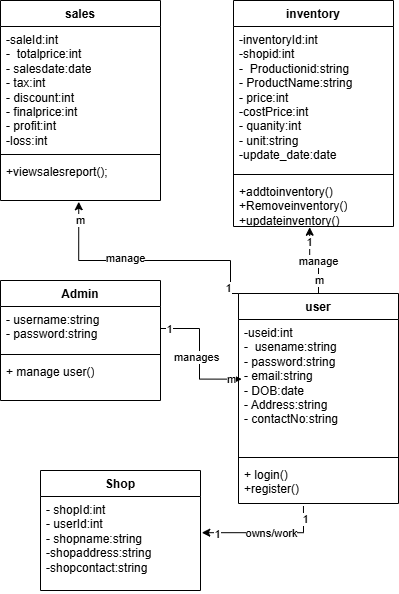 sales
-saleId:int
-  totalprice:int
- salesdate:date
- tax:int
- discount:int
- finalprice:int
- profit:int
-loss:int
+viewsalesreport();
inventory
-inventoryId:int
-shopid:int
-  Productionid:string
- ProductName:string
- price:int
-costPrice:int
- quanity:int
- unit:string
-update_date:date
+addtoinventory()
+Removeinventory()
+updateinventory()
m
manage
1
1
manage
m
Admin
- username:string
- password:string
+ manage user()
1
manages
m
user
-useid:int
-  usename:string
- password:string
- email:string
- DOB:date
- Address:string
- contactNo:string
+ login()
+register()
Shop
- shopId:int
- userId:int
- shopname:string
-shopaddress:string
-shopcontact:string
1
owns/work
1